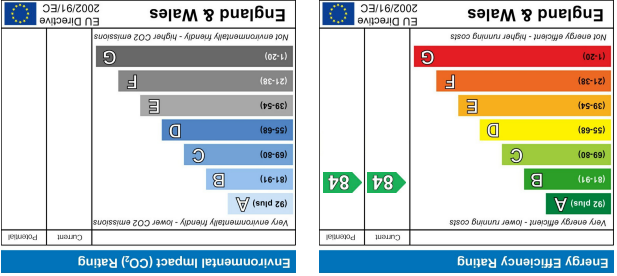 Energy Efficiency Rating
Current
Potential
Very energy efficient - lower running costs
(92 plus) A
(81-91) B
(69-80) C
(55-68) D
(39-54) E
(21-38) F
(1-20) G
84
84
Not energy efficient - higher running costs
England & Wales
EU Directive
2002/91/EC
Environmental Impact (CO₂) Rating
Current
Potential
Very environmentally friendly - lower CO2 emissions
(92 plus) A
(81-91) B
(69-80) C
(55-68) D
(39-54) E
(21-38) F
(1-20) G
Not environmentally friendly - higher CO2 emissions
England & Wales
EU Directive
2002/91/EC